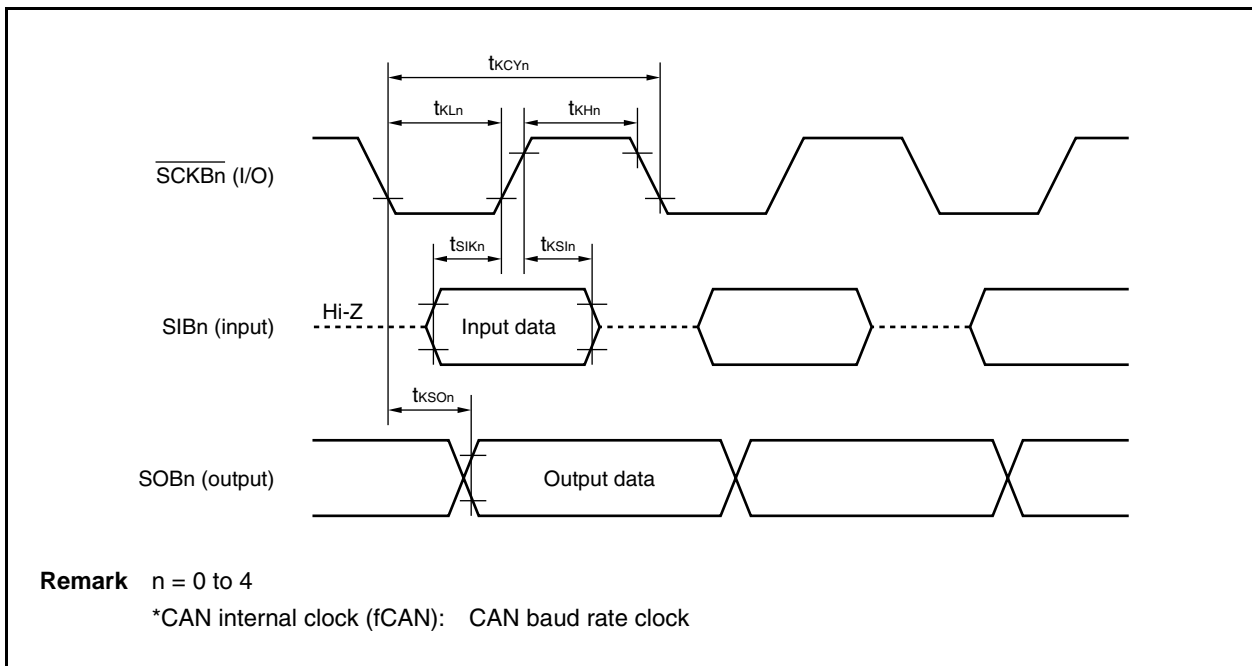 tKCYn
tKLn
tKHn
SCKBn (I/O)
tSIKn
tKSIn
Hi-Z
SIBn (input)
Input data
tKSOn
SOBn (output)
Output data
Remark n = 0 to 4
*CAN internal clock (fCAN): CAN baud rate clock